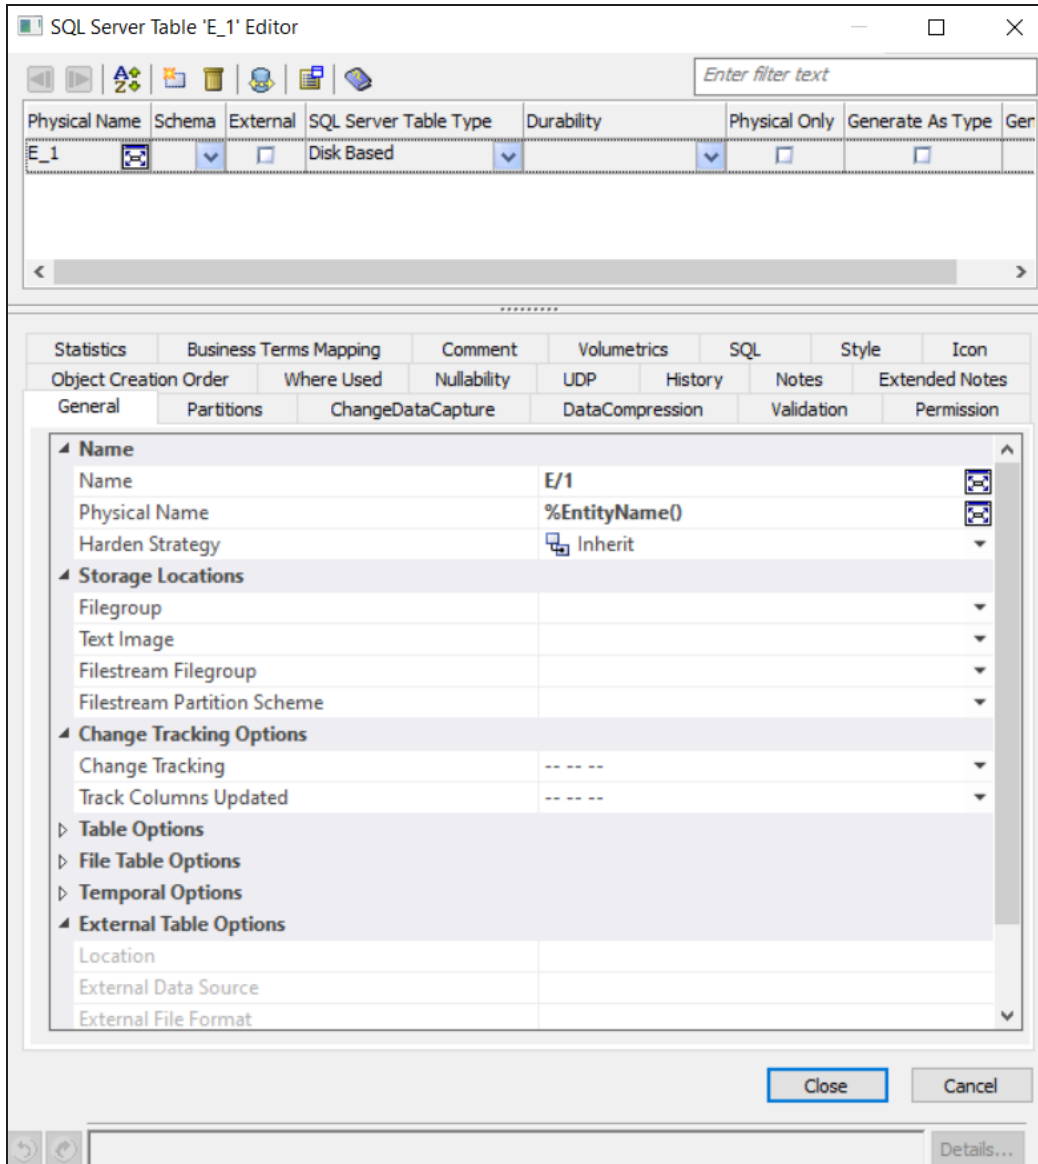 SQL Server Table 'E_1' Editor
Enter filter text
Physical Name Schema External SQL Server Table Type Durability Physical Only Generate As Type Gen
E_1 Disk Based
Statistics Business Terms Mapping Comment Volumetrics SQL Style Icon
Object Creation Order Where Used Nullability UDP History Notes Extended Notes
General Partitions ChangeDataCapture DataCompression Validation Permission
Name
Name E/1
Physical Name %EntityName()
Harden Strategy Inherit
Storage Locations
Filegroup
Text Image
Filestream Filegroup
Filestream Partition Scheme
Change Tracking Options
Change Tracking -- -- --
Track Columns Updated -- -- --
Table Options
File Table Options
Temporal Options
External Table Options
Location
External Data Source
External File Format
Close Cancel
Details...